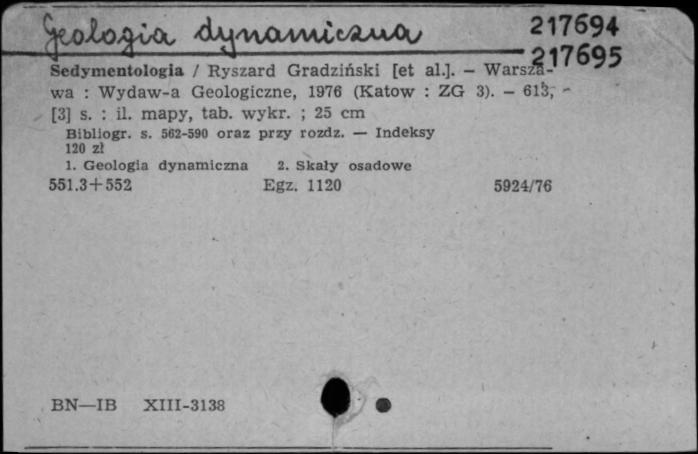 Geologia dynamiczna 217694
217695
Sedymentologia / Ryszard Gradziński [et al.]. – Warsza-
wa : Wydaw-a Geologiczne, 1976 (Katow : ZG 3). – 613, -
[3] s. : il. mapy, tab. wykr. ; 25 cm
Bibliogr. s. 562-590 oraz przy rozdz. — Indeksy
120 zł
1. Geologia dynamiczna 2. Skały osadowe
551.3+552 Egz. 1120 5924/76
BN—IB XIII-3138